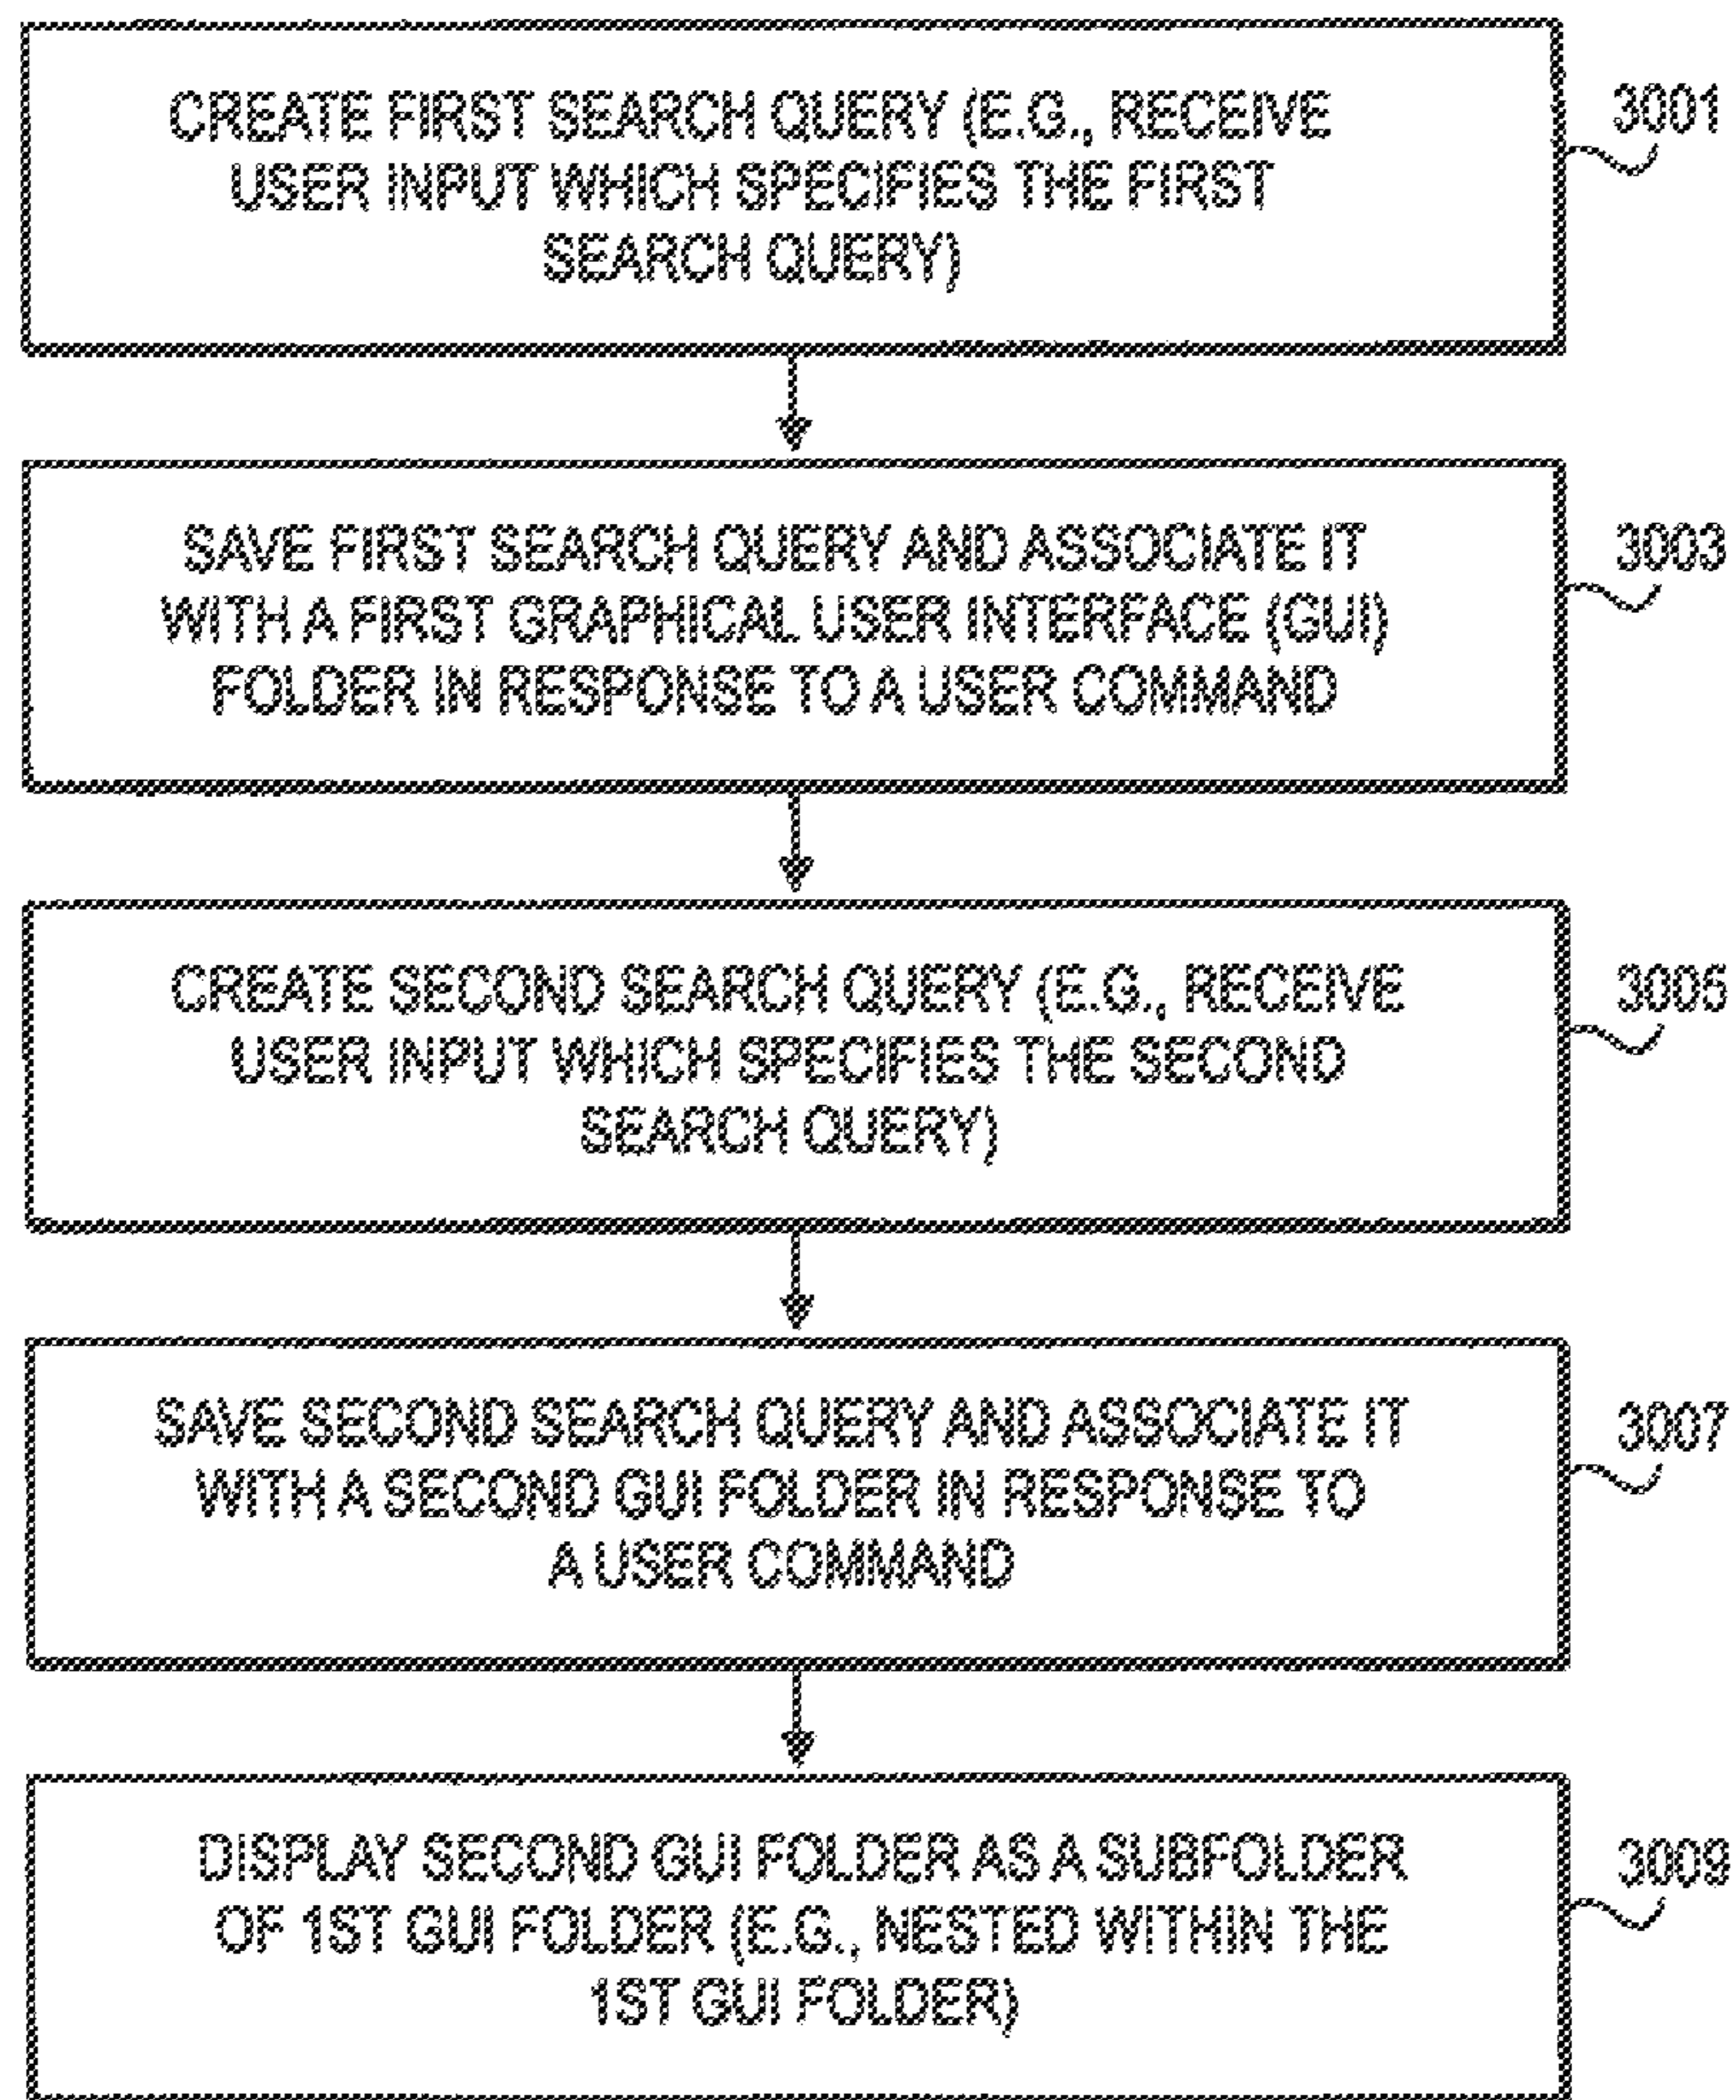 CREATE FIRST SEARCH QUERY (E.G., RECEIVE
USER INPUT WHICH SPECIFIES THE FIRST
SEARCH QUERY)
3001
SAVE FIRST SEARCH QUERY AND ASSOCIATE IT
WITH A FIRST GRAPHICAL USER INTERFACE (GUI)
FOLDER IN RESPONSE TO A USER COMMAND
3003
CREATE SECOND SEARCH QUERY (E.G., RECEIVE
USER INPUT WHICH SPECIFIES THE SECOND
SEARCH QUERY)
3005
SAVE SECOND SEARCH QUERY AND ASSOCIATE IT
WITH A SECOND GUI FOLDER IN RESPONSE TO
A USER COMMAND
3007
DISPLAY SECOND GUI FOLDER AS A SUBFOLDER
OF 1ST GUI FOLDER (E.G., NESTED WITHIN THE
1ST GUI FOLDER)
3009